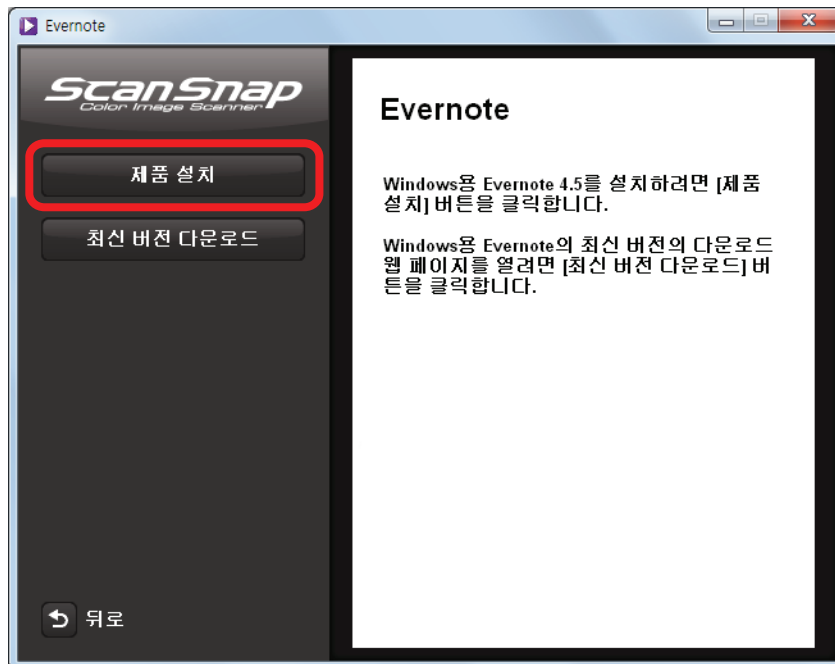 Evernote
ScanSnap
Color Image Scanner
제품 설치
최신 버전 다운로드
뒤로
Evernote
Windows용 Evernote 4.5를 설치하려면 [제품
설치] 버튼을 클릭합니다.
Windows용 Evernote의 최신 버전의 다운로드
웹 페이지를 열려면 [최신 버전 다운로드] 버
튼을 클릭합니다.